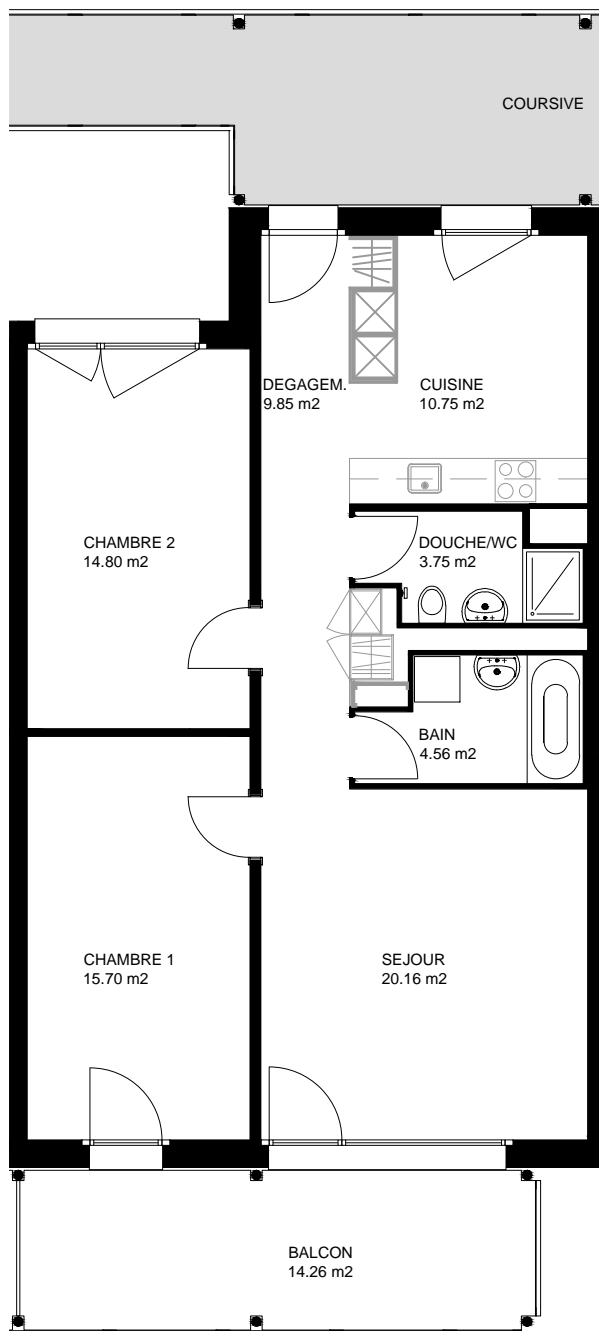 COURSIVE
DEGAGEM.
9.85 m2
CUISINE
10.75 m2
CHAMBRE 2
14.80 m2
DOUCHE/WC
3.75 m2
BAIN
4.56 m2
CHAMBRE 1
15.70 m2
SEJOUR
20.16 m2
BALCON
14.26 m2